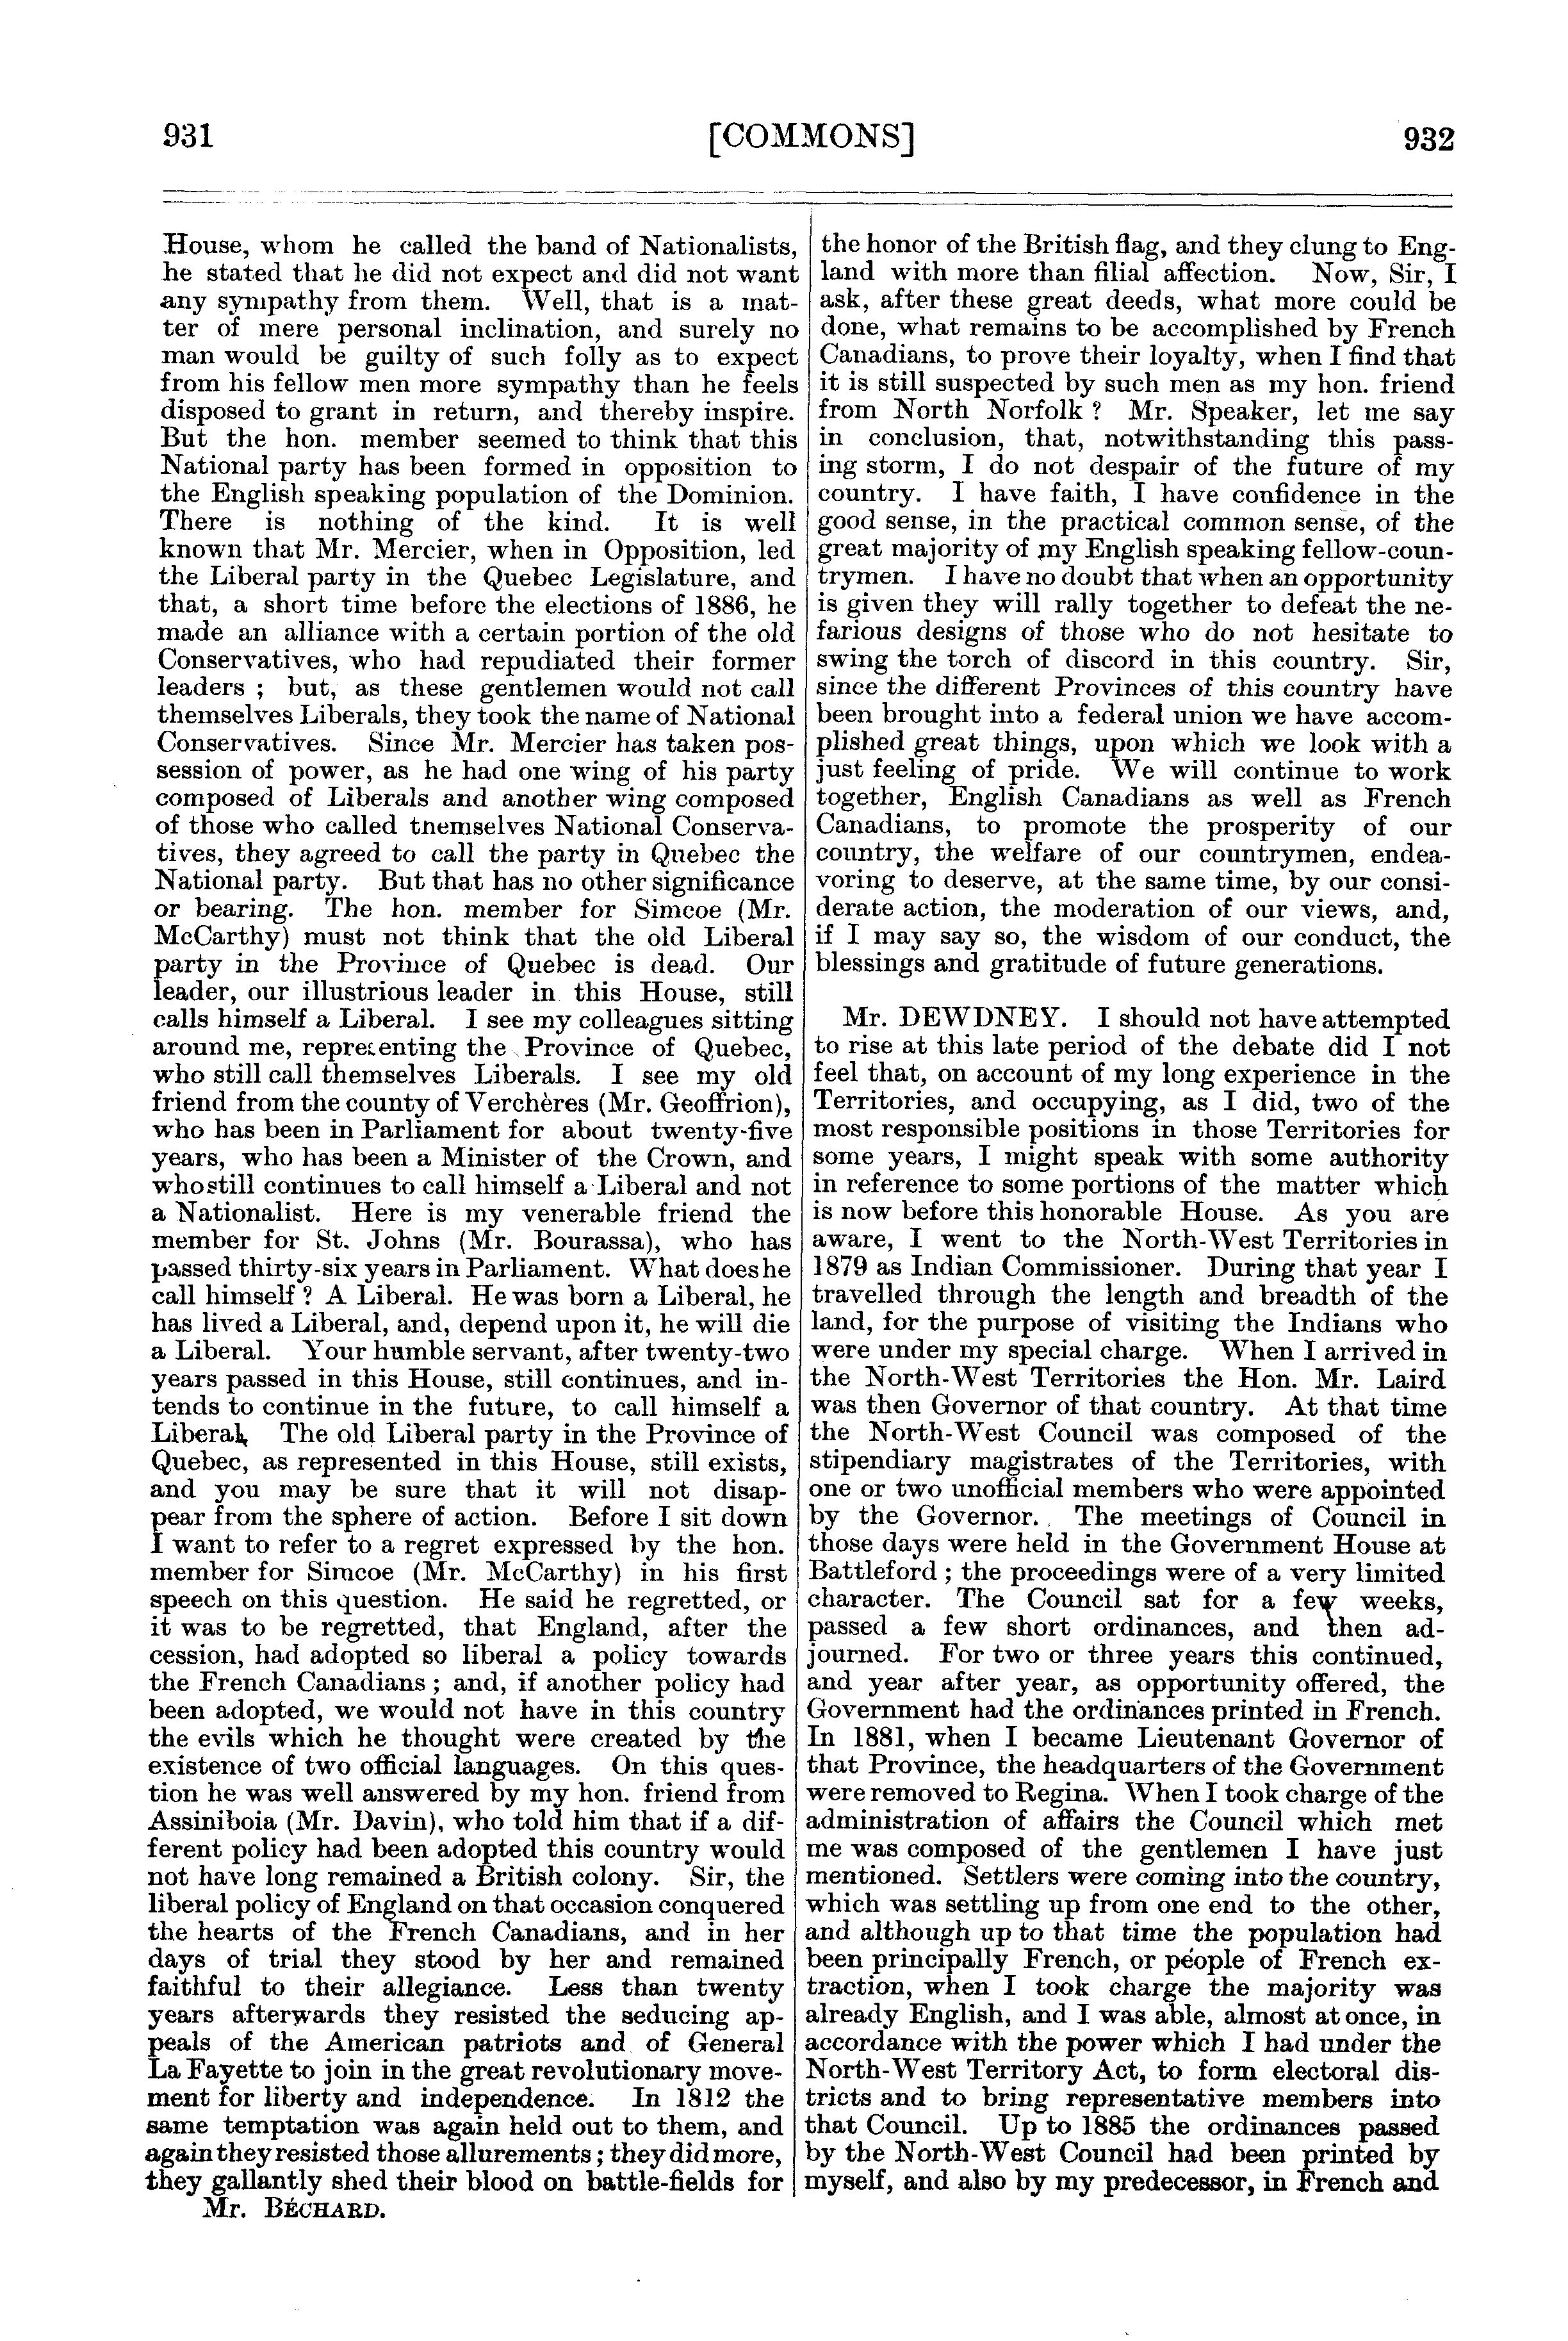 931 [COMMONS] 932
House, whom he called the band of Nationalists,
he stated that he did not expect and did not want
any sympathy from them. Well, that is a mat-
ter of mere personal inclination, and surely no
man would be guilty of such folly as to expect
from his fellow men more sympathy than he feels
disposed to grant in return, and thereby inspire.
But the hon. member seemed to think that this
National party has been formed in opposition to
the English speaking population of the Dominion.
There is nothing of the kind. It is well
known that Mr. Mercier, when in Opposition, led
the Liberal party in the Quebec Legislature, and
that, a short time before the elections of 1886, he
made an alliance with a certain portion of the old
Conservatives, who had repudiated their former
leaders ; but, as these gentlemen would not call
themselves Liberals, they took the name of National
Conservatives. Since Mr. Mercier has taken pos-
session of power, as he had one wing of his party
composed of Liberals and another wing composed
of those who called tnemselves National Conserva-
tives, they agreed to call the party in Quebec the
National party. But that has no other significance
or bearing. The hon. member for Simcoe (Mr.
McCarthy) must not think that the old Liberal
party in the Province of Quebec is dead. Our
leader, our illustrious leader in this House, still
calls himself a Liberal. I see my colleagues sitting
around me, representing the Province of Quebec,
who still call themselves Liberals. I see my old
friend from the county of Verchères (Mr. Geoffrion),
who has been in Parliament for about twenty-five
years, who has been a Minister of the Crown, and
who still continues to call himself a Liberal and not
a Nationalist. Here is my venerable friend the
member for St. Johns (Mr. Bourassa), who has
passed thirty-six years in Parliament. What does he
call himself ? A Liberal. He was born a Liberal, he
has lived a Liberal, and, depend upon it, he will die
a Liberal. Your humble servant, after twenty-two
years passed in this House, still continues, and in-
tends to continue in the future, to call himself a
Liberal. The old Liberal party in the Province of
Quebec, as represented in this House, still exists,
and you may be sure that it will not disap-
pear from the sphere of action. Before I sit down
I want to refer to a regret expressed by the hon.
member for Simcoe (Mr. McCarthy) in his first
speech on this question. He said he regretted, or
it was to be regretted, that England, after the
cession, had adopted so liberal a policy towards
the French Canadians ; and, if another policy had
been adopted, we would not have in this country
the evils which he thought were created by the
existence of two official languages. On this ques-
tion he was well answered by my hon. friend from
Assiniboia (Mr. Davin), who told him that if a dif-
ferent policy had been adopted this country would
not have long remained a British colony. Sir, the
liberal policy of England on that occasion conquered
the hearts of the French Canadians, and in her
days of trial they stood by her and remained
faithful to their allegiance. Less than twenty
years afterwards they resisted the seducing ap-
peals of the American patriots and of General
La Fayette to join in the great revolutionary move-
ment for liberty and independence. In 1812 the
same temptation was again held out to them, and
again they resisted those allurements ; they did more,
they gallantly shed their blood on battle-fields for
Mr. BÉCHARD.
the honor of the British flag, and they clung to Eng-
land with more than filial affection. Now, Sir, I
ask, after these great deeds, what more could be
done, what remains to be accomplished by French
Canadians, to prove their loyalty, when I find that
it is still suspected by such men as my hon. friend
from North Norfolk ? Mr. Speaker, let me say
in conclusion, that, notwithstanding this pass-
ing storm, I do not despair of the future of my
country. I have faith, I have confidence in the
good sense, in the practical common sense, of the
great majority of my English speaking fellow-coun-
trymen. I have no doubt that when an opportunity
is given they will rally together to defeat the ne-
farious designs of those who do not hesitate to
swing the torch of discord in this country. Sir,
since the different Provinces of this country have
been brought into a federal union we have accom-
plished great things, upon which we look with a
just feeling of pride. We will continue to work
together, English Canadians as well as French
Canadians, to promote the prosperity of our
country, the welfare of our countrymen, endea-
voring to deserve, at the same time, by our consi-
derate action, the moderation of our views, and,
if I may say so, the wisdom of our conduct, the
blessings and gratitude of future generations.
Mr. DEWDNEY. I should not have attempted
to rise at this late period of the debate did I not
feel that, on account of my long experience in the
Territories, and occupying, as I did, two of the
most responsible positions in those Territories for
some years, I might speak with some authority
in reference to some portions of the matter which
is now before this honorable House. As you are
aware, I went to the North-West Territories in
1879 as Indian Commissioner. During that year I
travelled through the length and breadth of the
land, for the purpose of visiting the Indians who
were under my special charge. When I arrived in
the North-West Territories the Hon. Mr. Laird
was then Governor of that country. At that time
the North-West Council was composed of the
stipendiary magistrates of the Territories, with
one or two unofficial members who were appointed
by the Governor. The meetings of Council in
those days were held in the Government House at
Battleford ; the proceedings were of a very limited
character. The Council sat for a few weeks,
passed a few short ordinances, and then ad-
journed. For two or three years this continued,
and year after year, as opportunity offered, the
Government had the ordinances printed in French.
In 1881, when I became Lieutenant Governor of
that Province, the headquarters of the Government
were removed to Regina. When I took charge of the
administration of affairs the Council which met
me was composed of the gentlemen I have just
mentioned. Settlers were coming into the country,
which was settling up from one end to the other,
and although up to that time the population had
been principally French, or people of French ex-
traction, when I took charge the majority was
already English, and I was able, almost at once, in
accordance with the power which I had under the
North-West Territory Act, to form electoral dis-
tricts and to bring representative members into
that Council. Up to 1885 the ordinances passed
by the North-West Council had been printed by
myself, and also by my predecessor, in French and